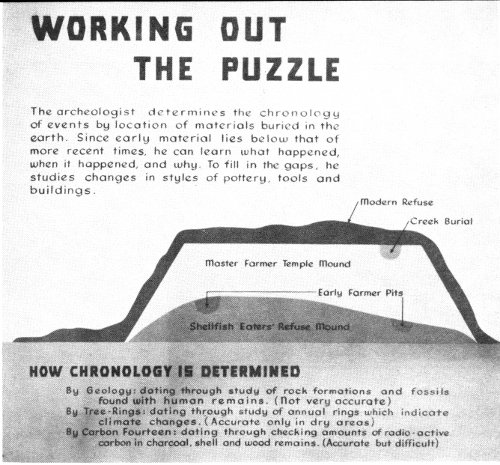 WORKING OUT
THE PUZZLE
The archeologist determines the chronology
of events by location of materials buried in the
earth. Since early material lies below that of
more recent times, he can learn what happened,
when it happened, and why. To fill in the gaps, he
studies changes in styles of pottery, tools and
buildings.
Modern Refuse
Creek Burial
Master Farmer Temple Mound
Early Farmer Pits
Shellfish Eaters' Refuse Mound
HOW CHRONOLOGY IS DETERMINED
By Geology: dating through study of rock formations and fossils
found with human remains. (Not very accurate)
By Tree-Rings: dating through study of annual rings which indicate
climate changes. (Accurate only in dry areas)
By Carbon Fourteen: dating through checking amounts of radio-active
carbon in charcoal, shell and wood remains. (Accurate but difficult)